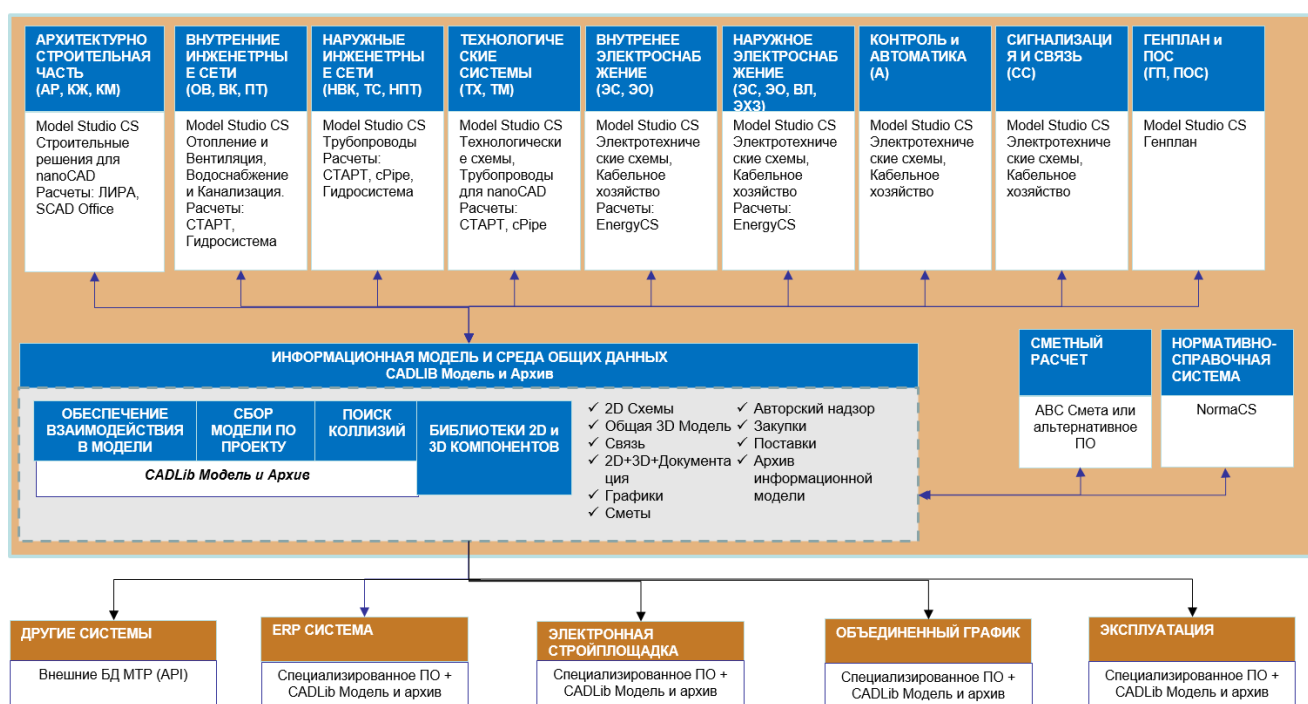 АРХИТЕКТУРНО
СТРОИТЕЛЬНАЯ
ЧАСТЬ
(АР, КЖ, КМ)
Model Studio CS
Строительные
решения для
nanoCAD
Расчеты: ЛИРА,
SCAD Office
ВНУТРЕННИЕ
ИНЖЕНЕТРНЫ
Е СЕТИ
(ОВ, ВК, ПТ)
Model Studio CS
Отопление и
Вентиляция,
Водоснабжение
и Канализация.
Расчеты:
СТАРТ,
Гидросистема
НАРУЖНЫЕ
ИНЖЕНЕТРНЫ
Е СЕТИ
(НВК, ТС, НПТ)
Model Studio CS
Трубопроводы
Расчеты:
СТАРТ, cPipe,
Гидросистема
ТЕХНОЛОГИЧЕ
СКИЕ
СИСТЕМЫ
(ТХ, ТМ)
Model Studio CS
Технологически
е схемы,
Трубопроводы
для nanoCAD
Расчеты:
СТАРТ, cPipe
ВНУТРЕНЕЕ
ЭЛЕКТРОСНАБ
ЖЕНИЕ
(ЭС, ЭО)
Model Studio CS
Электротехниче
ские схемы,
Кабельное
хозяйство
Расчеты:
EnergyCS
НАРУЖНОЕ
ЭЛЕКТРОСНАБ
ЖЕНИЕ
(ЭС, ЭО, ВЛ,
ЭХЗ)
Model Studio CS
Электротехниче
ские схемы,
Кабельное
хозяйство
Расчеты:
EnergyCS
КОНТРОЛЬ и
АВТОМАТИКА
(А)
Model Studio CS
Электротехниче
ские схемы,
Кабельное
хозяйство
СИГНАЛИЗАЦИ
Я И СВЯЗЬ
(СС)
Model Studio CS
Электротехниче
ские схемы,
Кабельное
хозяйство
ГЕНПЛАН и
ПОС
(ГП, ПОС)
Model Studio CS
Генплан
ИНФОРМАЦИОННАЯ МОДЕЛЬ И СРЕДА ОБЩИХ ДАННЫХ
CADLIB Модель и Архив
ОБЕСПЕЧЕНИЕ
ВЗАИМОДЕЙСТВИЯ
В МОДЕЛИ
СБОР
МОДЕЛИ ПО
ПРОЕКТУ
ПОИСК
КОЛЛИЗИЙ
CADLib Модель и Архив
БИБЛИОТЕКИ 2D и
3D КОМПОНЕНТОВ
✓ 2D Схемы
✓ Общая 3D Модель
✓ Связь
✓ 2D+3D+Документа
ция
✓ Графики
✓ Сметы
✓ Авторский надзор
✓ Закупки
✓ Поставки
✓ Архив
информационной
модели
СМЕТНЫЙ
РАСЧЕТ
АВС Смета или
альтернативное
ПО
НОРМАТИВНО-
СПРАВОЧНАЯ
СИСТЕМА
NormaCS
ДРУГИЕ СИСТЕМЫ
Внешние БД МТР (API)
ERP СИСТЕМА
Специализированное ПО +
CADLib Модель и архив
ЭЛЕКТРОННАЯ
СТРОЙПЛОЩАДКА
Специализированное ПО +
CADLib Модель и архив
ОБЪЕДИНЕННЫЙ ГРАФИК
Специализированное ПО +
CADLib Модель и архив
ЭКСПЛУАТАЦИЯ
Специализированное ПО +
CADLib Модель и архив